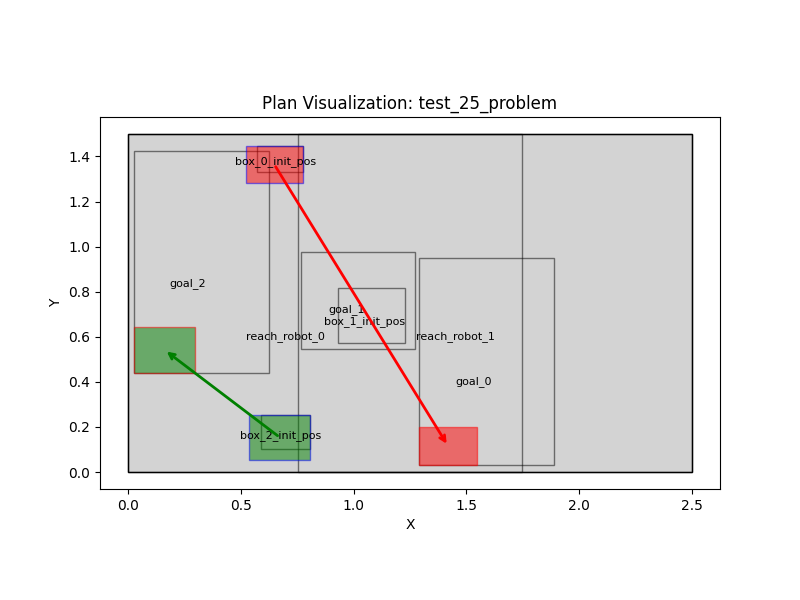 Plan Visualization: test_25_problem
1.4
1.2
1.0
0.8
0.6
0.4
0.2
0.0
Y
box_0_init_pos
goal_2
goal_1
box_1_init_pos
reach_robot_0
reach_robot_1
goal_0
box_2_init_pos
0.0
0.5
1.0
1.5
2.0
2.5
X